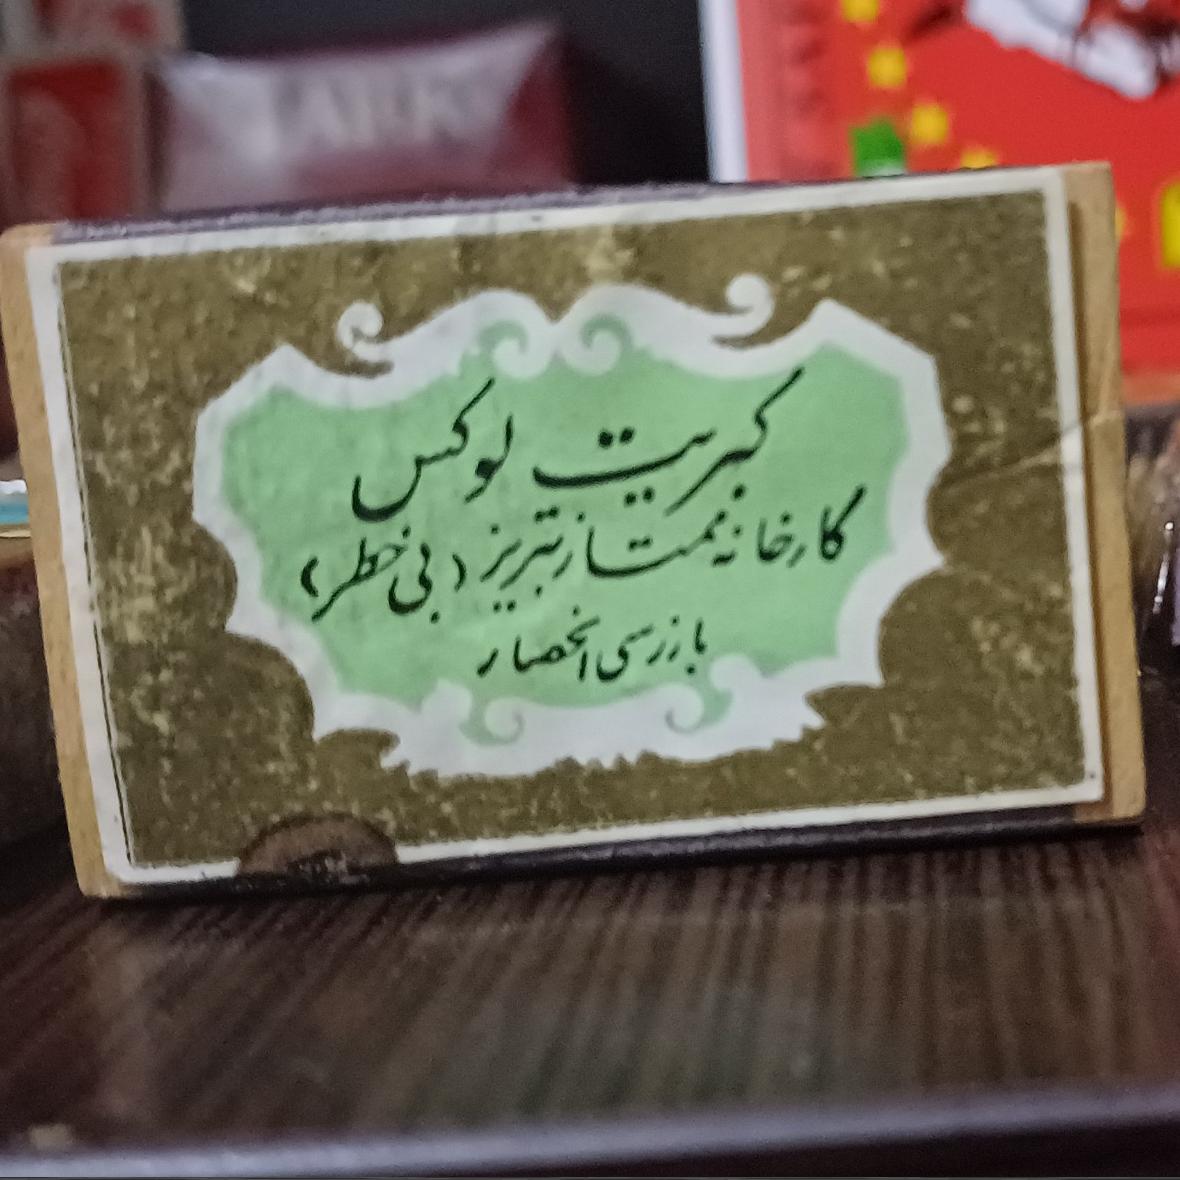 کبریت لوکس
کارخانه ممتاز تبریز (بی خطر)
بازرسی انحصار